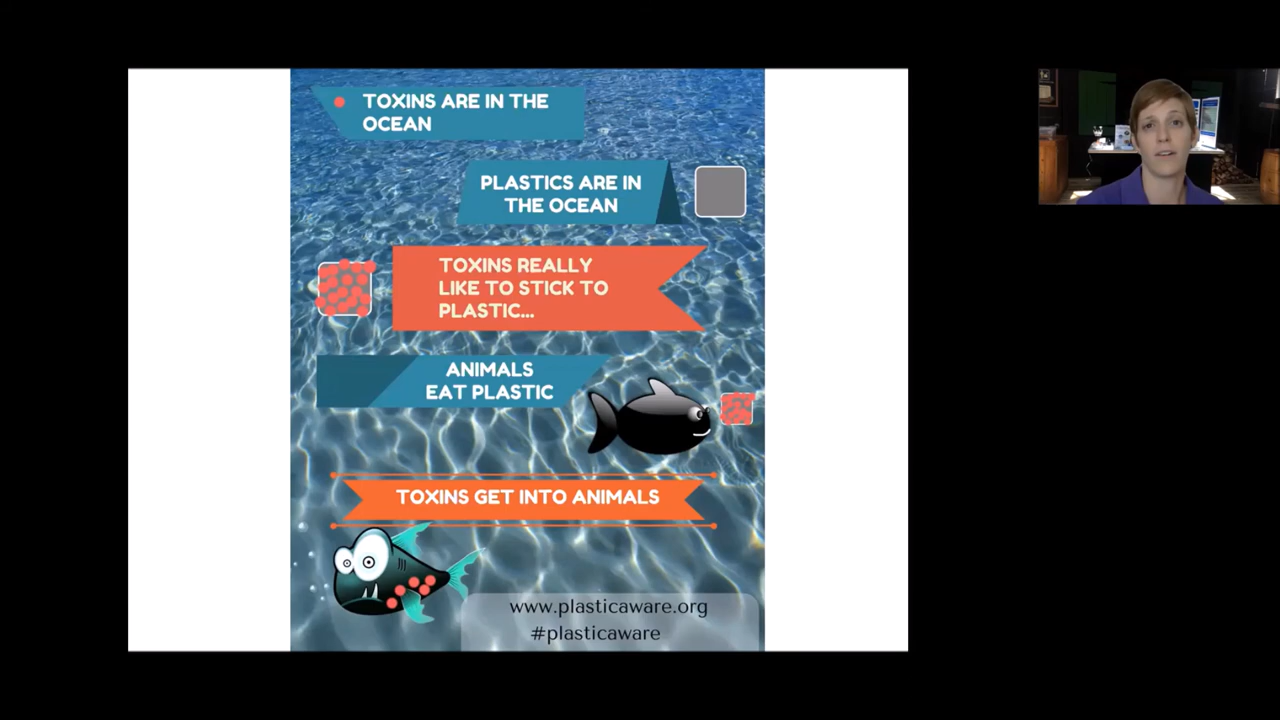 TOXINS ARE IN THE
OCEAN
PLASTICS ARE IN
THE OCEAN
TOXINS REALLY
LIKE TO STICK TO
PLASTIC...
ANIMALS
EAT PLASTIC
TOXINS GET INTO ANIMALS
www.plasticaware.org
#plasticaware